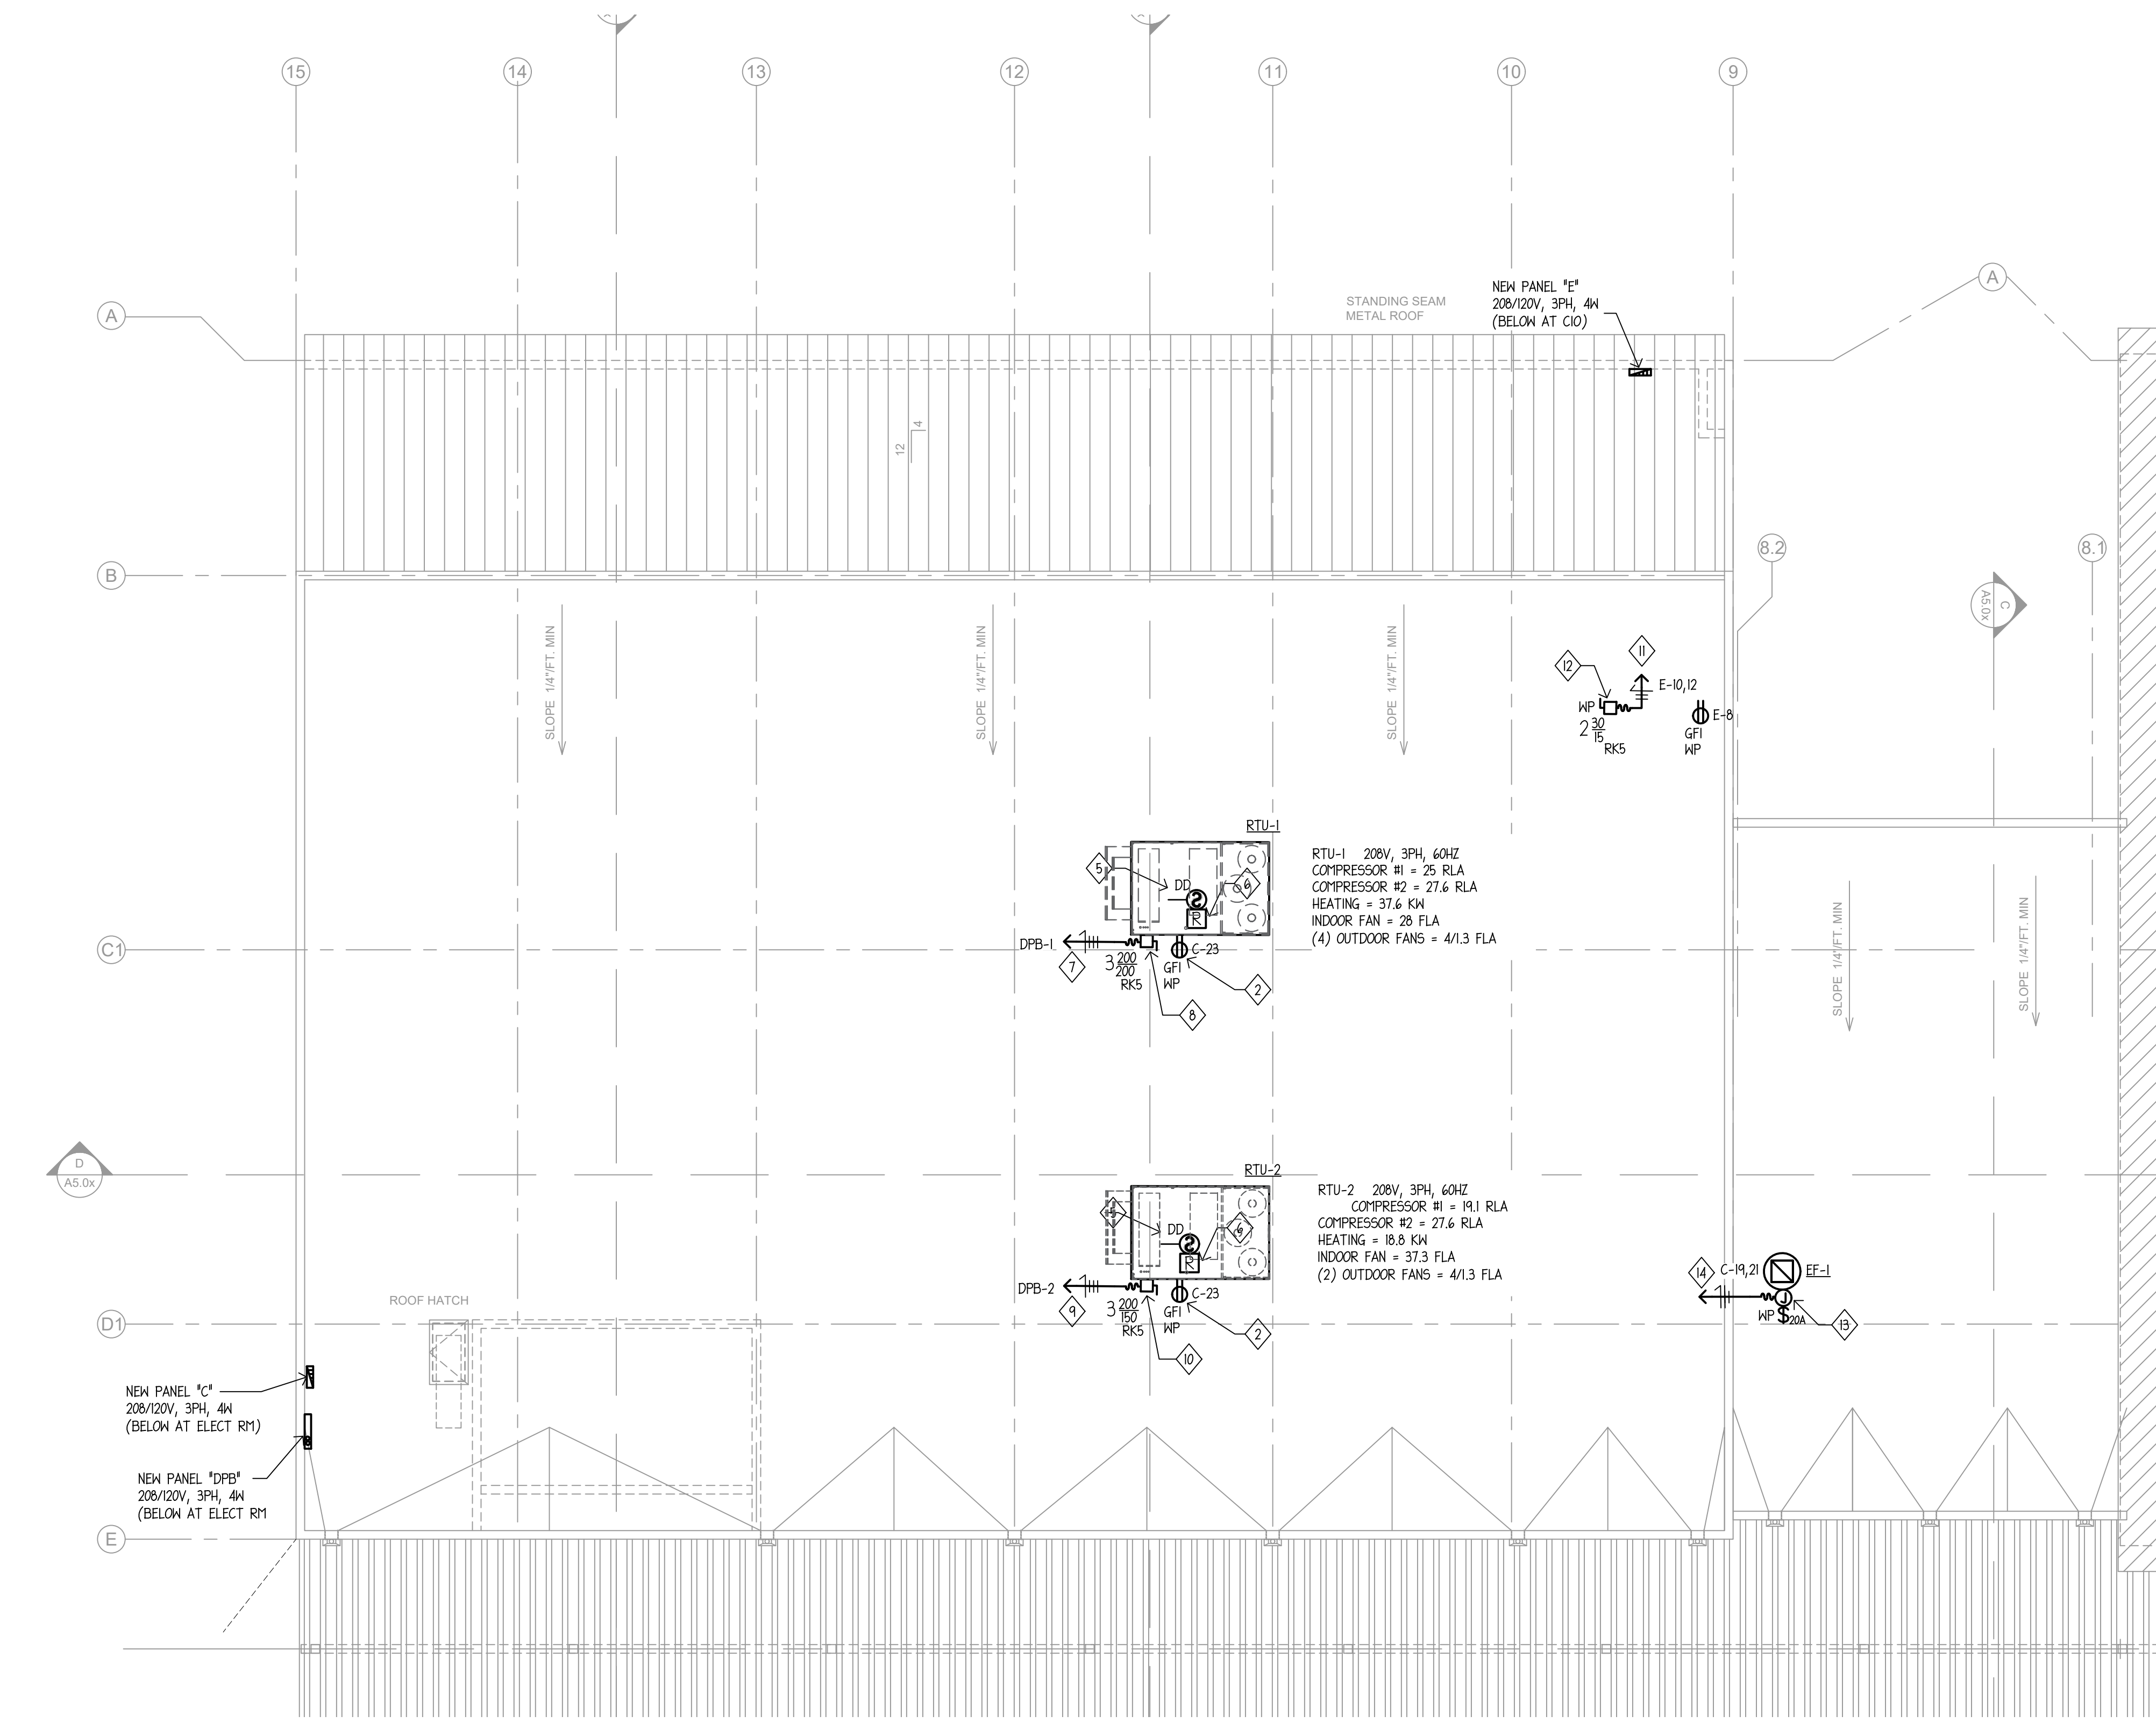 15
14
13
12
11
10
9
A
A
STANDING SEAM
METAL ROOF
NEW PANEL "E"
208/120V, 3PH, 4W
(BELOW AT C10)
4
12
B
8.2
8.1
C
A5.0x
SLOPE 1/4"/FT. MIN
SLOPE 1/4"/FT. MIN
SLOPE 1/4"/FT. MIN
11
12
E-10,12
WP
2 30
15
RK5
E-8
GFI
WP
RTU-1
5
DD
S
6
R
RTU-1 208V, 3PH, 60HZ
COMPRESSOR #1 = 25 RLA
COMPRESSOR #2 = 27.6 RLA
HEATING = 37.6 KW
INDOOR FAN = 28 FLA
(4) OUTDOOR FANS = 4/1.3 FLA
C1
DPB-1
7
3 200
200
RK5
C-23
GFI
WP
2
8
SLOPE 1/4"/FT. MIN
SLOPE 1/4"/FT. MIN
D
A5.0x
RTU-2
5
DD
S
6
R
RTU-2 208V, 3PH, 60HZ
COMPRESSOR #1 = 19.1 RLA
COMPRESSOR #2 = 27.6 RLA
HEATING = 18.8 KW
INDOOR FAN = 37.3 FLA
(2) OUTDOOR FANS = 4/1.3 FLA
DPB-2
9
3 200
150
RK5
C-23
GFI
WP
2
10
14
C-19,21
EF-1
J
WP $20A
13
ROOF HATCH
D1
NEW PANEL "C"
208/120V, 3PH, 4W
(BELOW AT ELECT RM)
NEW PANEL "DPB"
208/120V, 3PH, 4W
(BELOW AT ELECT RM
E